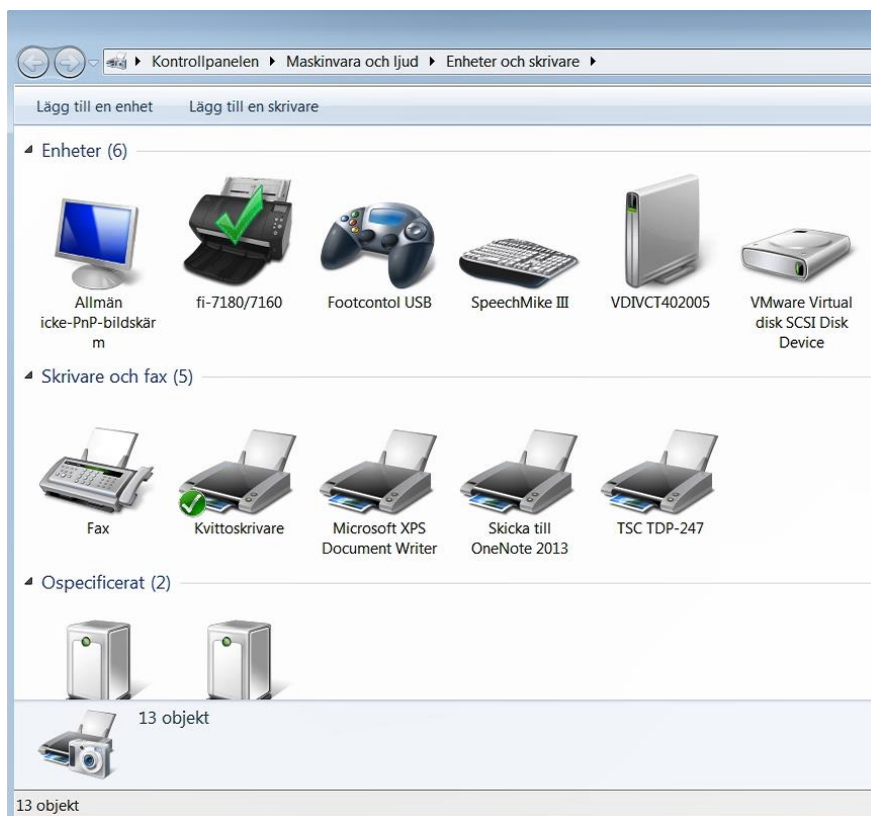 Kontrollpanelen Maskinvara och ljud Enheter och skrivare
Lägg till en enhet Lägg till en skrivare
Enheter (6)
Allmän
icke-PnP-bildskär
m
fi-7180/7160
Footcontol USB
SpeechMike III
VDIVCT402005
VMware Virtual
disk SCSI Disk
Device
Skrivare och fax (5)
Fax
Kvittoskrivare
Microsoft XPS
Document Writer
Skicka till
OneNote 2013
TSC TDP-247
Ospecificerat (2)
13 objekt
13 objekt